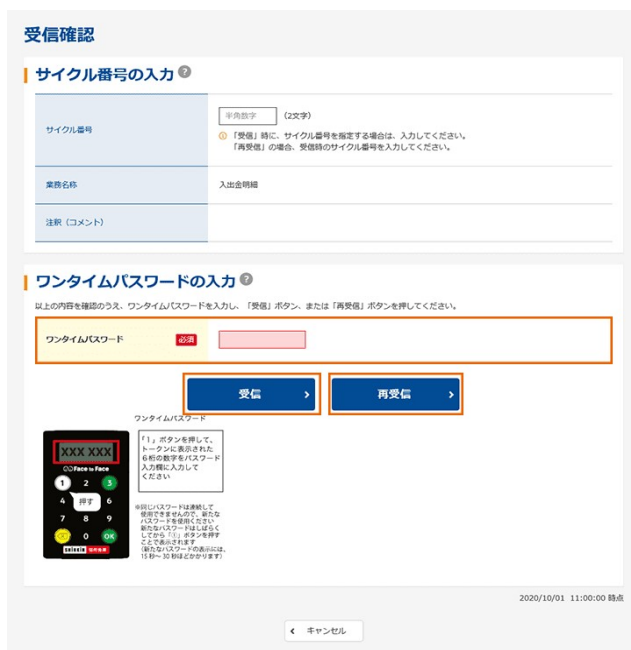 受信確認
サイクル番号の入力 ?
サイクル番号
半角数字 (2文字)
「受信」時に、サイクル番号を指定する場合は、入力してください。
「再受信」の場合、受信時のサイクル番号を入力してください。
業務名称 入出金明細
注釈(コメント)
ワンタイムパスワードの入力 ?
以上の内容を確認のうえ、ワンタイムパスワードを入力し、「受信」ボタン、または「再受信」ボタンを押してください。
ワンタイムパスワード 必須
受信
再受信
ワンタイムパスワード
「1」ボタンを押して、
トークンに表示された
6桁の数字をパスワード
入力欄に入力して
ください
※同じパスワードは連続して
使用できませんので、新たな
パスワードを使用ください
新たなパスワードはしばらく
してから「①」ボタンを押す
ことで表示されます
(新たなパスワードの表示には、
15秒~30秒ほどかかります)
XXX XXX
Face to Face
1 2 3
4 押す 6
7 8 9
0 OK
2020/10/01 11:00:00 時点
キャンセル